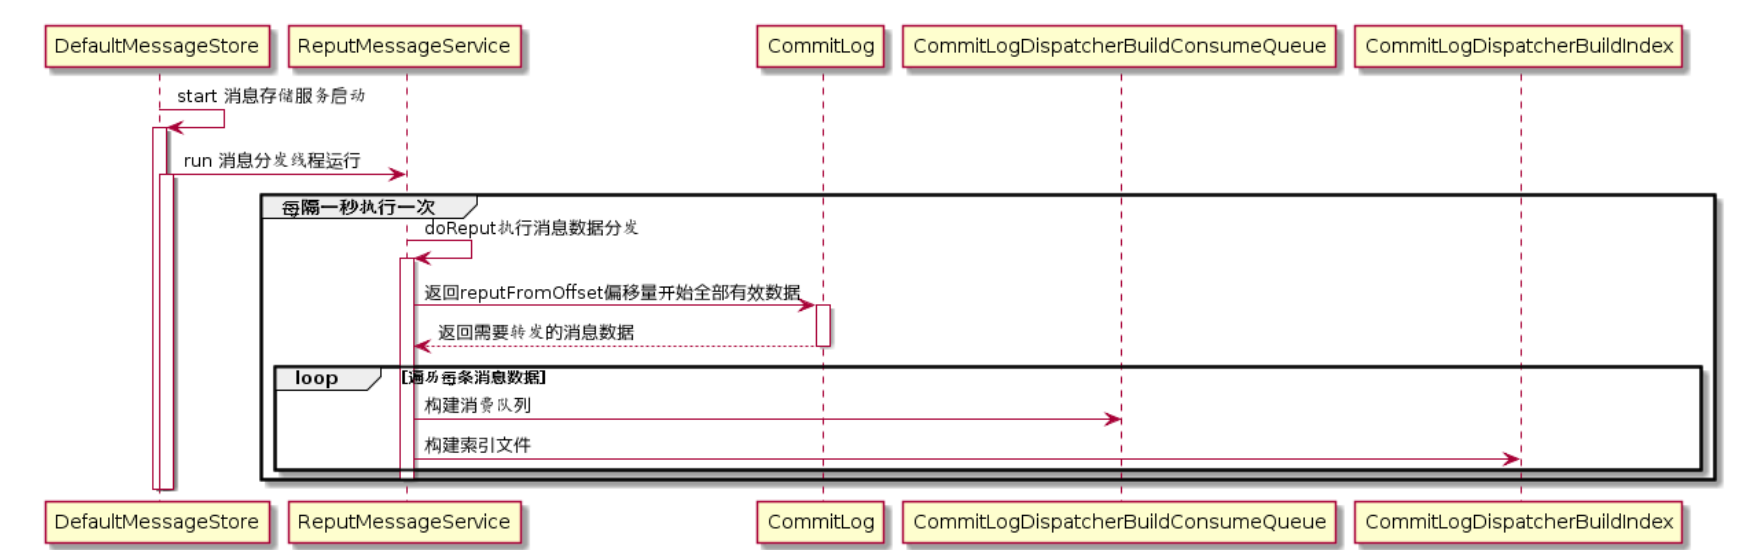 DefaultMessageStore
ReputMessageService
CommitLog
CommitLogDispatcherBuildConsumeQueue
CommitLogDispatcherBuildIndex
start 消息存储服务启动
run 消息分发线程运行
每隔一秒执行一次
doReput执行消息数据分发
返回reputFromOffset偏移量开始全部有效数据
返回需要转发的消息数据
loop
[遍历每条消息数据]
构建消费队列
构建索引文件
DefaultMessageStore
ReputMessageService
CommitLog
CommitLogDispatcherBuildConsumeQueue
CommitLogDispatcherBuildIndex